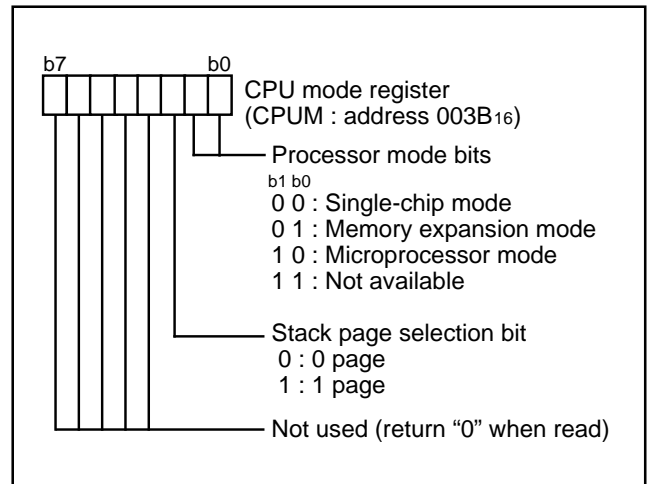 b7 b0
CPU mode register
(CPUM : address 003B16)
Processor mode bits
b1 b0
0 0 : Single-chip mode
0 1 : Memory expansion mode
1 0 : Microprocessor mode
1 1 : Not available
Stack page selection bit
0 : 0 page
1 : 1 page
Not used (return “0” when read)